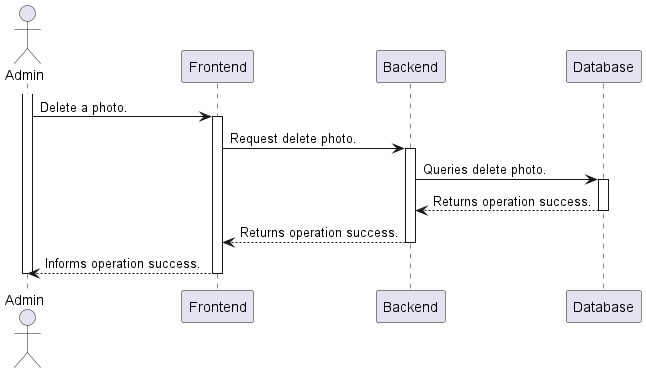 Admin
Frontend
Backend
Database
Delete a photo.
Request delete photo.
Queries delete photo.
Returns operation success.
Returns operation success.
Informs operation success.
Admin
Frontend
Backend
Database